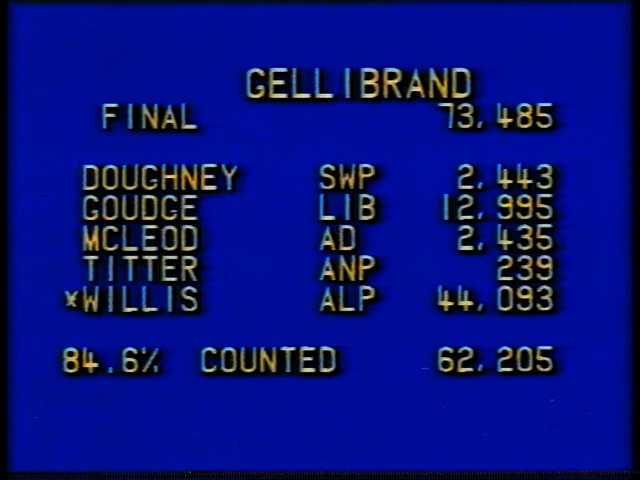 GELLIBRAND
FINAL 73,485
DOUGHNEY SWP 2,443
GOUDGE LIB 12,995
MCLEOD AD 2,435
TITTER ANP 239
*WILLIS ALP 44,093
84.6% COUNTED 62,205